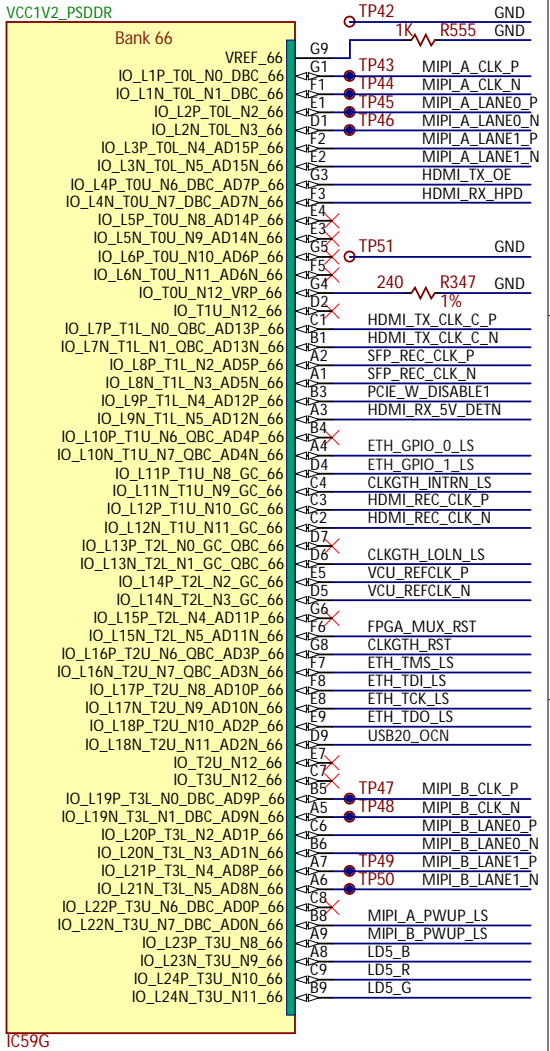 VCC1V2_PSDDR
TP42 GND
Bank 66
1K R555 GND
VREF_66 G9
IO_L1P_T0L_N0_DBC_66 G1 TP43 MIPI_A_CLK_P
IO_L1N_T0L_N1_DBC_66 F1 TP44 MIPI_A_CLK_N
IO_L2P_T0L_N2_66 E1 TP45 MIPI_A_LANE0_P
IO_L2N_T0L_N3_66 D1 TP46 MIPI_A_LANE0_N
IO_L3P_T0L_N4_AD15P_66 F2 MIPI_A_LANE1_P
IO_L3N_T0L_N5_AD15N_66 E2 MIPI_A_LANE1_N
IO_L4P_T0U_N6_DBC_AD7P_66 G3 HDMI_TX_OE
IO_L4N_T0U_N7_DBC_AD7N_66 F3 HDMI_RX_HPD
IO_L5P_T0U_N8_AD14P_66 E4
IO_L5N_T0U_N9_AD14N_66 E3
IO_L6P_T0U_N10_AD6P_66 G5 TP51 GND
IO_L6N_T0U_N11_AD6N_66 F5
IO_T0U_N12_VRP_66 G4 240 R347 GND
1%
IO_T1U_N12_66 D2
IO_L7P_T1L_N0_QBC_AD13P_66 C1 HDMI_TX_CLK_C_P
IO_L7N_T1L_N1_QBC_AD13N_66 B1 HDMI_TX_CLK_C_N
IO_L8P_T1L_N2_AD5P_66 A2 SFP_REC_CLK_P
IO_L8N_T1L_N3_AD5N_66 A1 SFP_REC_CLK_N
IO_L9P_T1L_N4_AD12P_66 B3 PCIE_W_DISABLE1
IO_L9N_T1L_N5_AD12N_66 A3 HDMI_RX_5V_DETN
IO_L10P_T1U_N6_QBC_AD4P_66 B4
IO_L10N_T1U_N7_QBC_AD4N_66 A4 ETH_GPIO_0_LS
IO_L11P_T1U_N8_GC_66 D4 ETH_GPIO_1_LS
IO_L11N_T1U_N9_GC_66 C4 CLKGTH_INTRN_LS
IO_L12P_T1U_N10_GC_66 C3 HDMI_REC_CLK_P
IO_L12N_T1U_N11_GC_66 C2 HDMI_REC_CLK_N
IO_L13P_T2L_N0_GC_QBC_66 D7
IO_L13N_T2L_N1_GC_QBC_66 D6 CLKGTH_LOLN_LS
IO_L14P_T2L_N2_GC_66 E5 VCU_REFCLK_P
IO_L14N_T2L_N3_GC_66 D5 VCU_REFCLK_N
IO_L15P_T2L_N4_AD11P_66 G6
IO_L15N_T2L_N5_AD11N_66 F6 FPGA_MUX_RST
IO_L16P_T2U_N6_QBC_AD3P_66 G8 CLKGTH_RST
IO_L16N_T2U_N7_QBC_AD3N_66 F7 ETH_TMS_LS
IO_L17P_T2U_N8_AD10P_66 F8 ETH_TDI_LS
IO_L17N_T2U_N9_AD10N_66 E8 ETH_TCK_LS
IO_L18P_T2U_N10_AD2P_66 E9 ETH_TDO_LS
IO_L18N_T2U_N11_AD2N_66 D9 USB20_OCN
IO_T2U_N12_66 E7
IO_T3U_N12_66 C7
IO_L19P_T3L_N0_DBC_AD9P_66 B5 TP47 MIPI_B_CLK_P
IO_L19N_T3L_N1_DBC_AD9N_66 A5 TP48 MIPI_B_CLK_N
IO_L20P_T3L_N2_AD1P_66 C6 MIPI_B_LANE0_P
IO_L20N_T3L_N3_AD1N_66 B6 MIPI_B_LANE0_N
IO_L21P_T3L_N4_AD8P_66 A7 TP49 MIPI_B_LANE1_P
IO_L21N_T3L_N5_AD8N_66 A6 TP50 MIPI_B_LANE1_N
IO_L22P_T3U_N6_DBC_AD0P_66 C8
IO_L22N_T3U_N7_DBC_AD0N_66 B8 MIPI_A_PWUP_LS
IO_L23P_T3U_N8_66 A9 MIPI_B_PWUP_LS
IO_L23N_T3U_N9_66 A8 LD5_B
IO_L24P_T3U_N10_66 C9 LD5_R
IO_L24N_T3U_N11_66 B9 LD5_G
IC59G